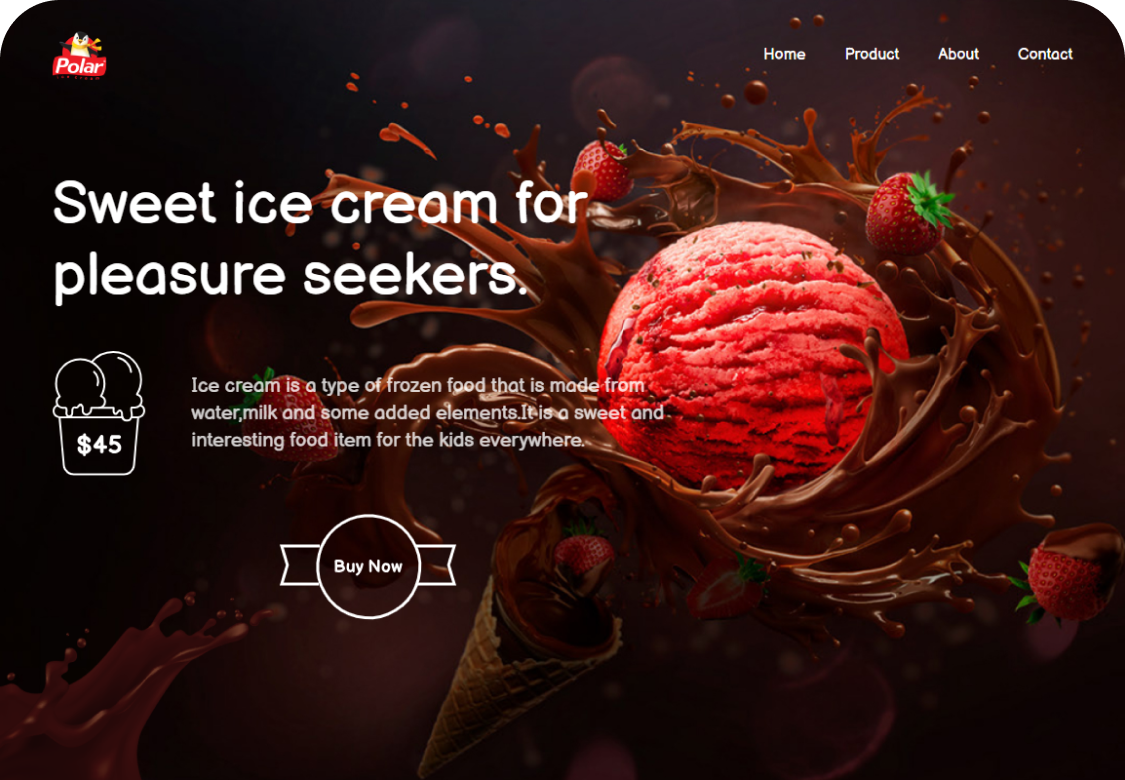 Polar
ice cream
Home
Product
About
Contact
Sweet ice cream for
pleasure seekers.
Ice cream is a type of frozen food that is made from
water,milk and some added elements.It is a sweet and
interesting food item for the kids everywhere.
$45
Buy Now